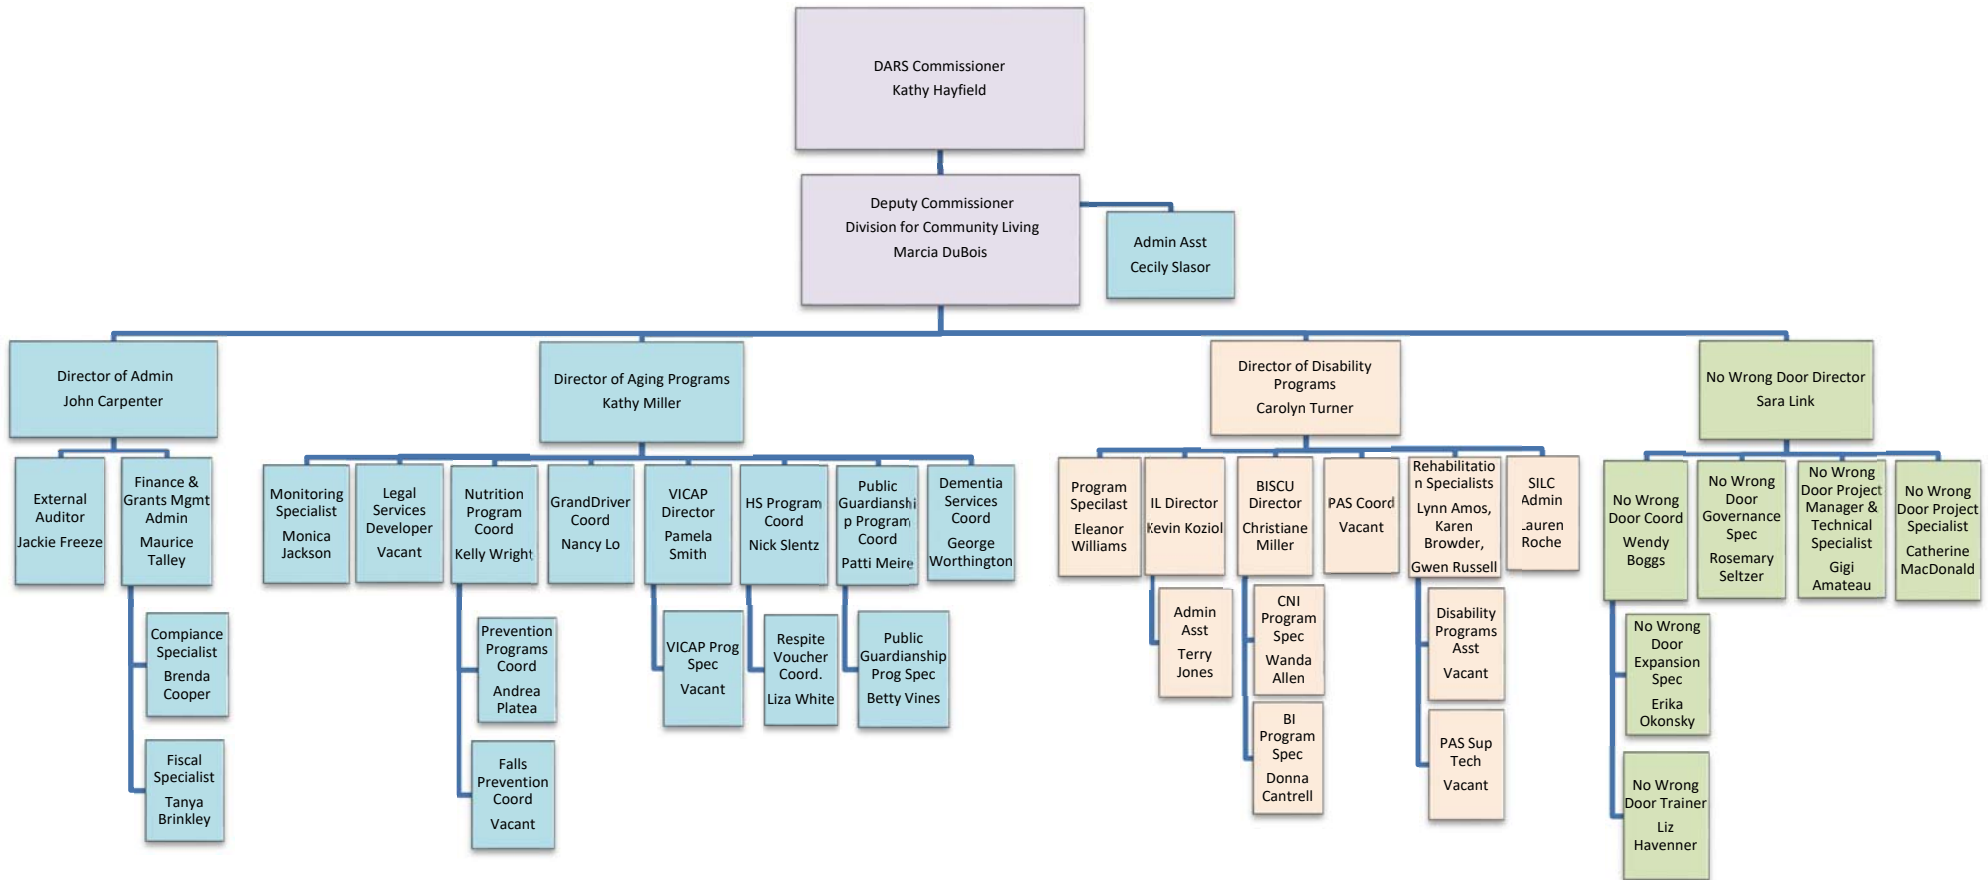 DARS Commissioner
Kathy Hayfield
Deputy Commissioner
Division for Community Living
Marcia DuBois
Admin Asst
Cecily Slasor
Director of Admin
John Carpenter
Director of Aging Programs
Kathy Miller
Director of Disability
Programs
Carolyn Turner
No Wrong Door Director
Sara Link
External
Auditor
Jackie Freeze
Finance &
Grants Mgmt
Admin
Maurice
Talley
Monitoring
Specialist
Monica
Jackson
Legal
Services
Developer
Vacant
Nutrition
Program
Coord
Kelly Wright
GrandDriver
Coord
Nancy Lo
VICAP
Director
Pamela
Smith
HS Program
Coord
Nick Slentz
Public
Guardianshi
p Program
Coord
Patti Meire
Dementia
Services
Coord
George
Worthington
Program
Specilast
Eleanor
Williams
IL Director
Kevin Koziol
BISCU
Director
Christiane
Miller
PAS Coord
Vacant
Rehabilitatio
n Specialists
Lynn Amos,
Karen
Browder,
Gwen Russell
SILC
Admin
Lauren
Roche
No Wrong
Door Coord
Wendy
Boggs
No Wrong
Door
Governance
Spec
Rosemary
Seltzer
No Wrong
Door Project
Manager &
Technical
Specialist
Gigi
Amateau
No Wrong
Door Project
Specialist
Catherine
MacDonald
Compiance
Specialist
Brenda
Cooper
Fiscal
Specialist
Tanya
Brinkley
Prevention
Programs
Coord
Andrea
Platea
Falls
Prevention
Coord
Vacant
VICAP Prog
Spec
Vacant
Respite
Voucher
Coord.
Liza White
Public
Guardianship
Prog Spec
Betty Vines
Admin
Asst
Terry
Jones
CNI
Program
Spec
Wanda
Allen
BI
Program
Spec
Donna
Cantrell
Disability
Programs
Asst
Vacant
PAS Sup
Tech
Vacant
No Wrong
Door
Expansion
Spec
Erika
Okonsky
No Wrong
Door Trainer
Liz
Havenner